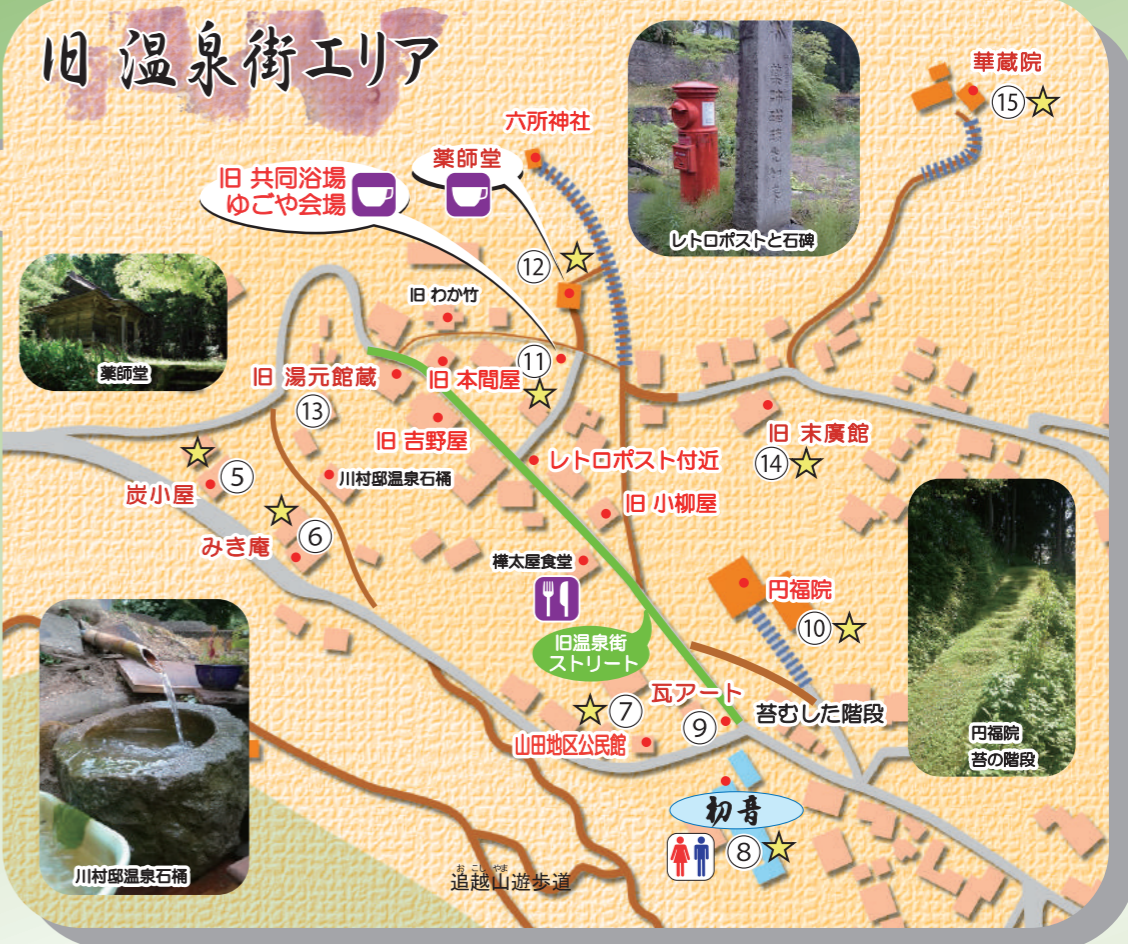 旧 温泉街エリア
華蔵院
⑮
六所神社
薬師堂
旧 共同浴場
ゆごや会場
レトロポストと石碑
⑫
旧 わか竹
薬師堂
⑪
旧 湯元館蔵
旧 本間屋
⑬
旧 吉野屋
旧 末廣館
⑭
レトロポスト付近
川村邸温泉石桶
⑤
炭小屋
旧 小柳屋
⑥
みき庵
樺太屋食堂
円福院
⑩
旧温泉街
ストリート
瓦アート
⑨
苔むした階段
⑦
山田地区公民館
円福院
苔の階段
初音
⑧
川村邸温泉石桶
おこしやま
追越山遊歩道